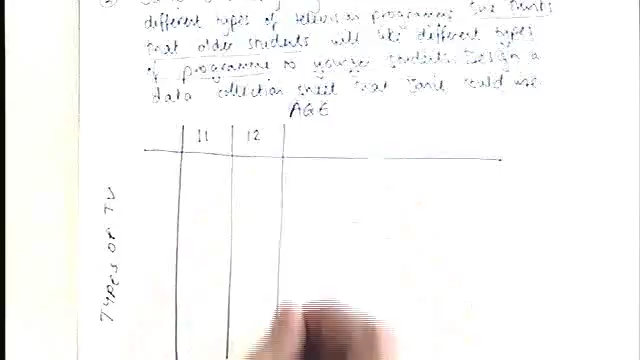 different types of television programme. She thinks
that older students will like different types
of programme to younger students. Design a
data collection sheet that Janie could use
AGE
11 12
TYPES OF TV